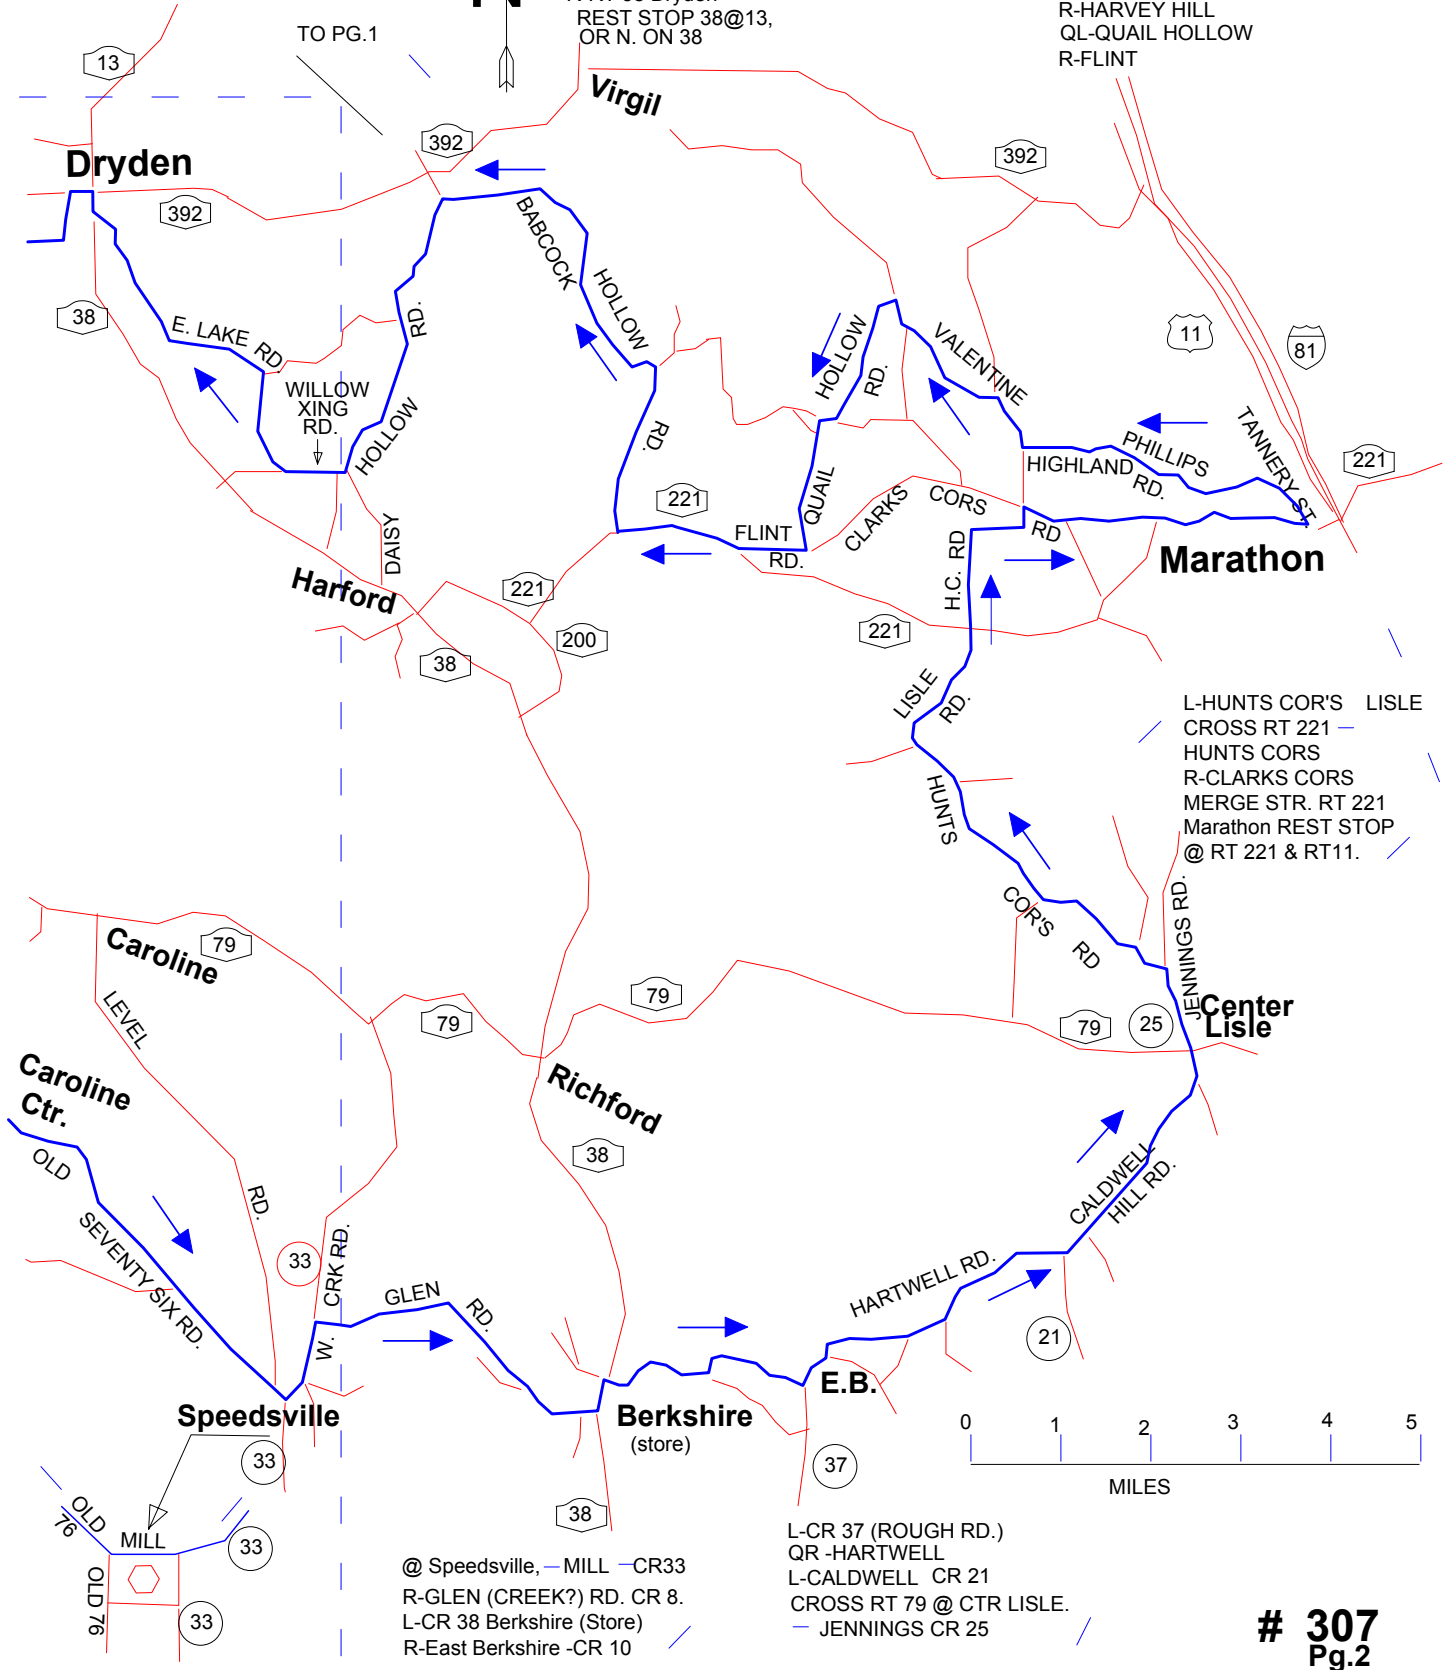 N
REST STOP 38@13,
OR N. ON 38
R-HARVEY HILL
QL-QUAIL HOLLOW
R-FLINT
TO PG.1
13
Virgil
392
392
Dryden
392
BABCOCK
HOLLOW
RD.
38
E. LAKE RD.
RD.
HOLLOW
WILLOW
XING
RD.
HOLLOW
RD.
VALENTINE
11
81
TANNERY ST.
PHILLIPS
HIGHLAND
RD.
221
QUAIL
CLARKS
CORS
RD
221
FLINT
RD.
H.C. RD
Marathon
DAISY
Harford
221
200
221
38
LISLE
RD.
L-HUNTS COR'S LISLE
CROSS RT 221
HUNTS CORS
R-CLARKS CORS
MERGE STR. RT 221
Marathon REST STOP
@ RT 221 & RT11.
HUNTS
COR'S
RD
JENNINGS RD.
Caroline
79
79
79
79
25
Center
Lisle
LEVEL
RD.
Caroline
Ctr.
Richford
38
OLD
SEVENTY SIX RD.
33
W. CRK RD.
GLEN
RD.
CALDWELL
HILL RD.
HARTWELL RD.
21
E.B.
Speedsville
Berkshire
(store)
33
37
38
0 1 2 3 4 5
MILES
OLD
76
MILL
33
OLD 76
33
@ Speedsville, MILL CR33
R-GLEN (CREEK?) RD. CR 8.
L-CR 38 Berkshire (Store)
R-East Berkshire -CR 10
L-CR 37 (ROUGH RD.)
QR -HARTWELL
L-CALDWELL CR 21
CROSS RT 79 @ CTR LISLE.
JENNINGS CR 25
# 307
Pg.2